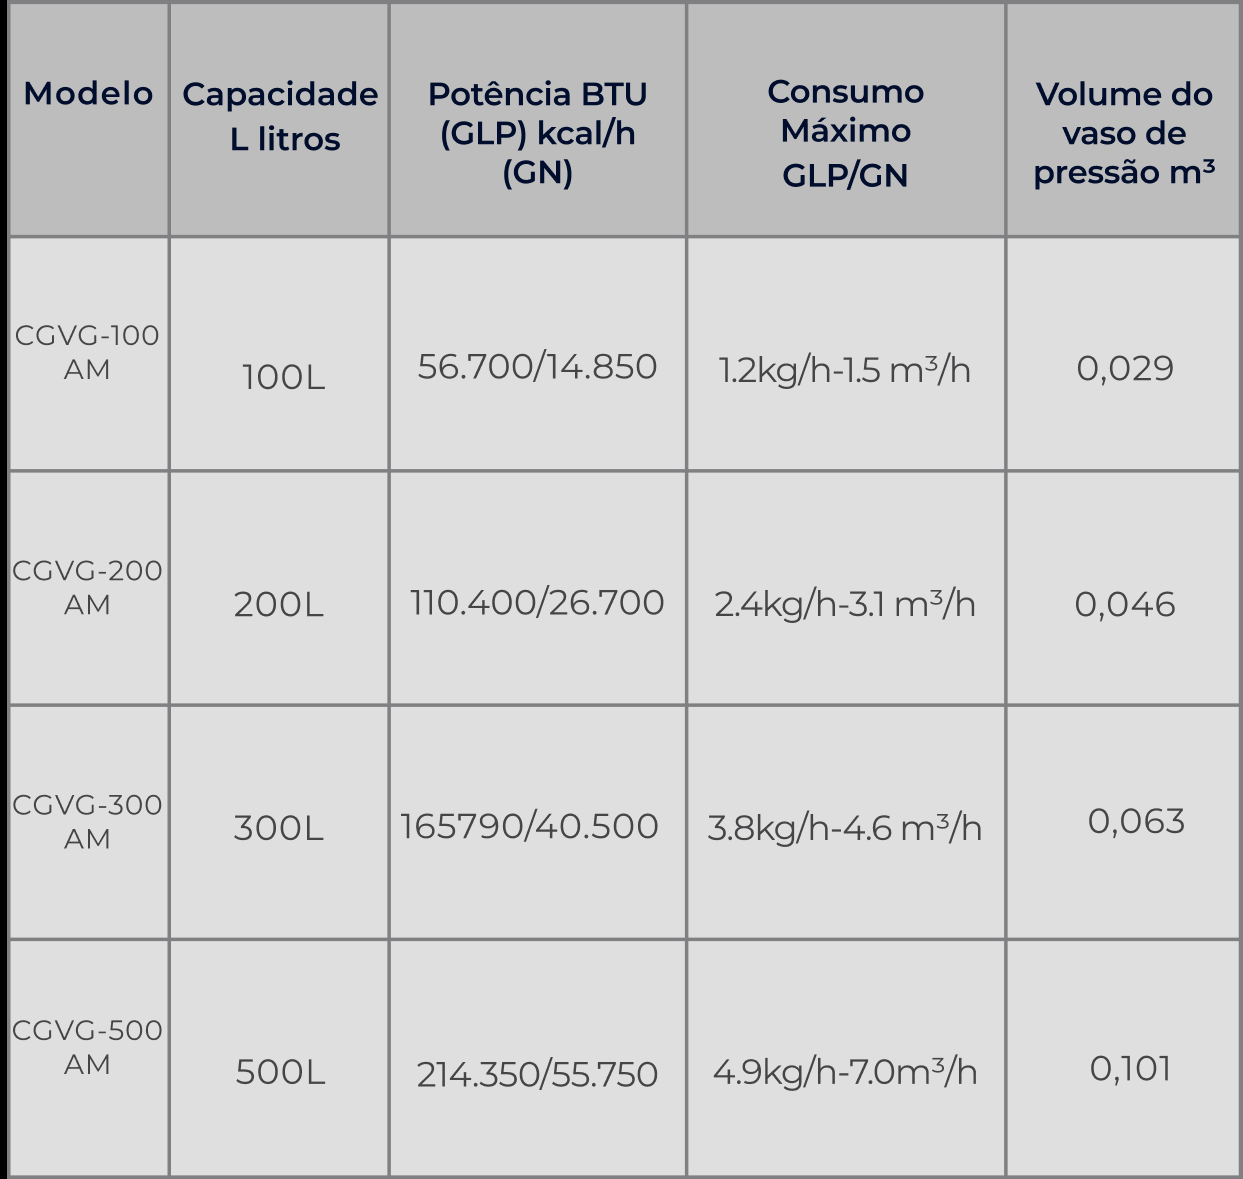 Modelo
Capacidade
L litros
Potência BTU
(GLP) kcal/h
(GN)
Consumo
Máximo
GLP/GN
Volume do
vaso de
pressão m³
CGVG-100
AM
100L
56.700/14.850
1.2kg/h-1.5 m³/h
0,029
CGVG-200
AM
200L
110.400/26.700
2.4kg/h-3.1 m³/h
0,046
CGVG-300
AM
300L
165790/40.500
3.8kg/h-4.6 m³/h
0,063
CGVG-500
AM
500L
214.350/55.750
4.9kg/h-7.0m³/h
0,101